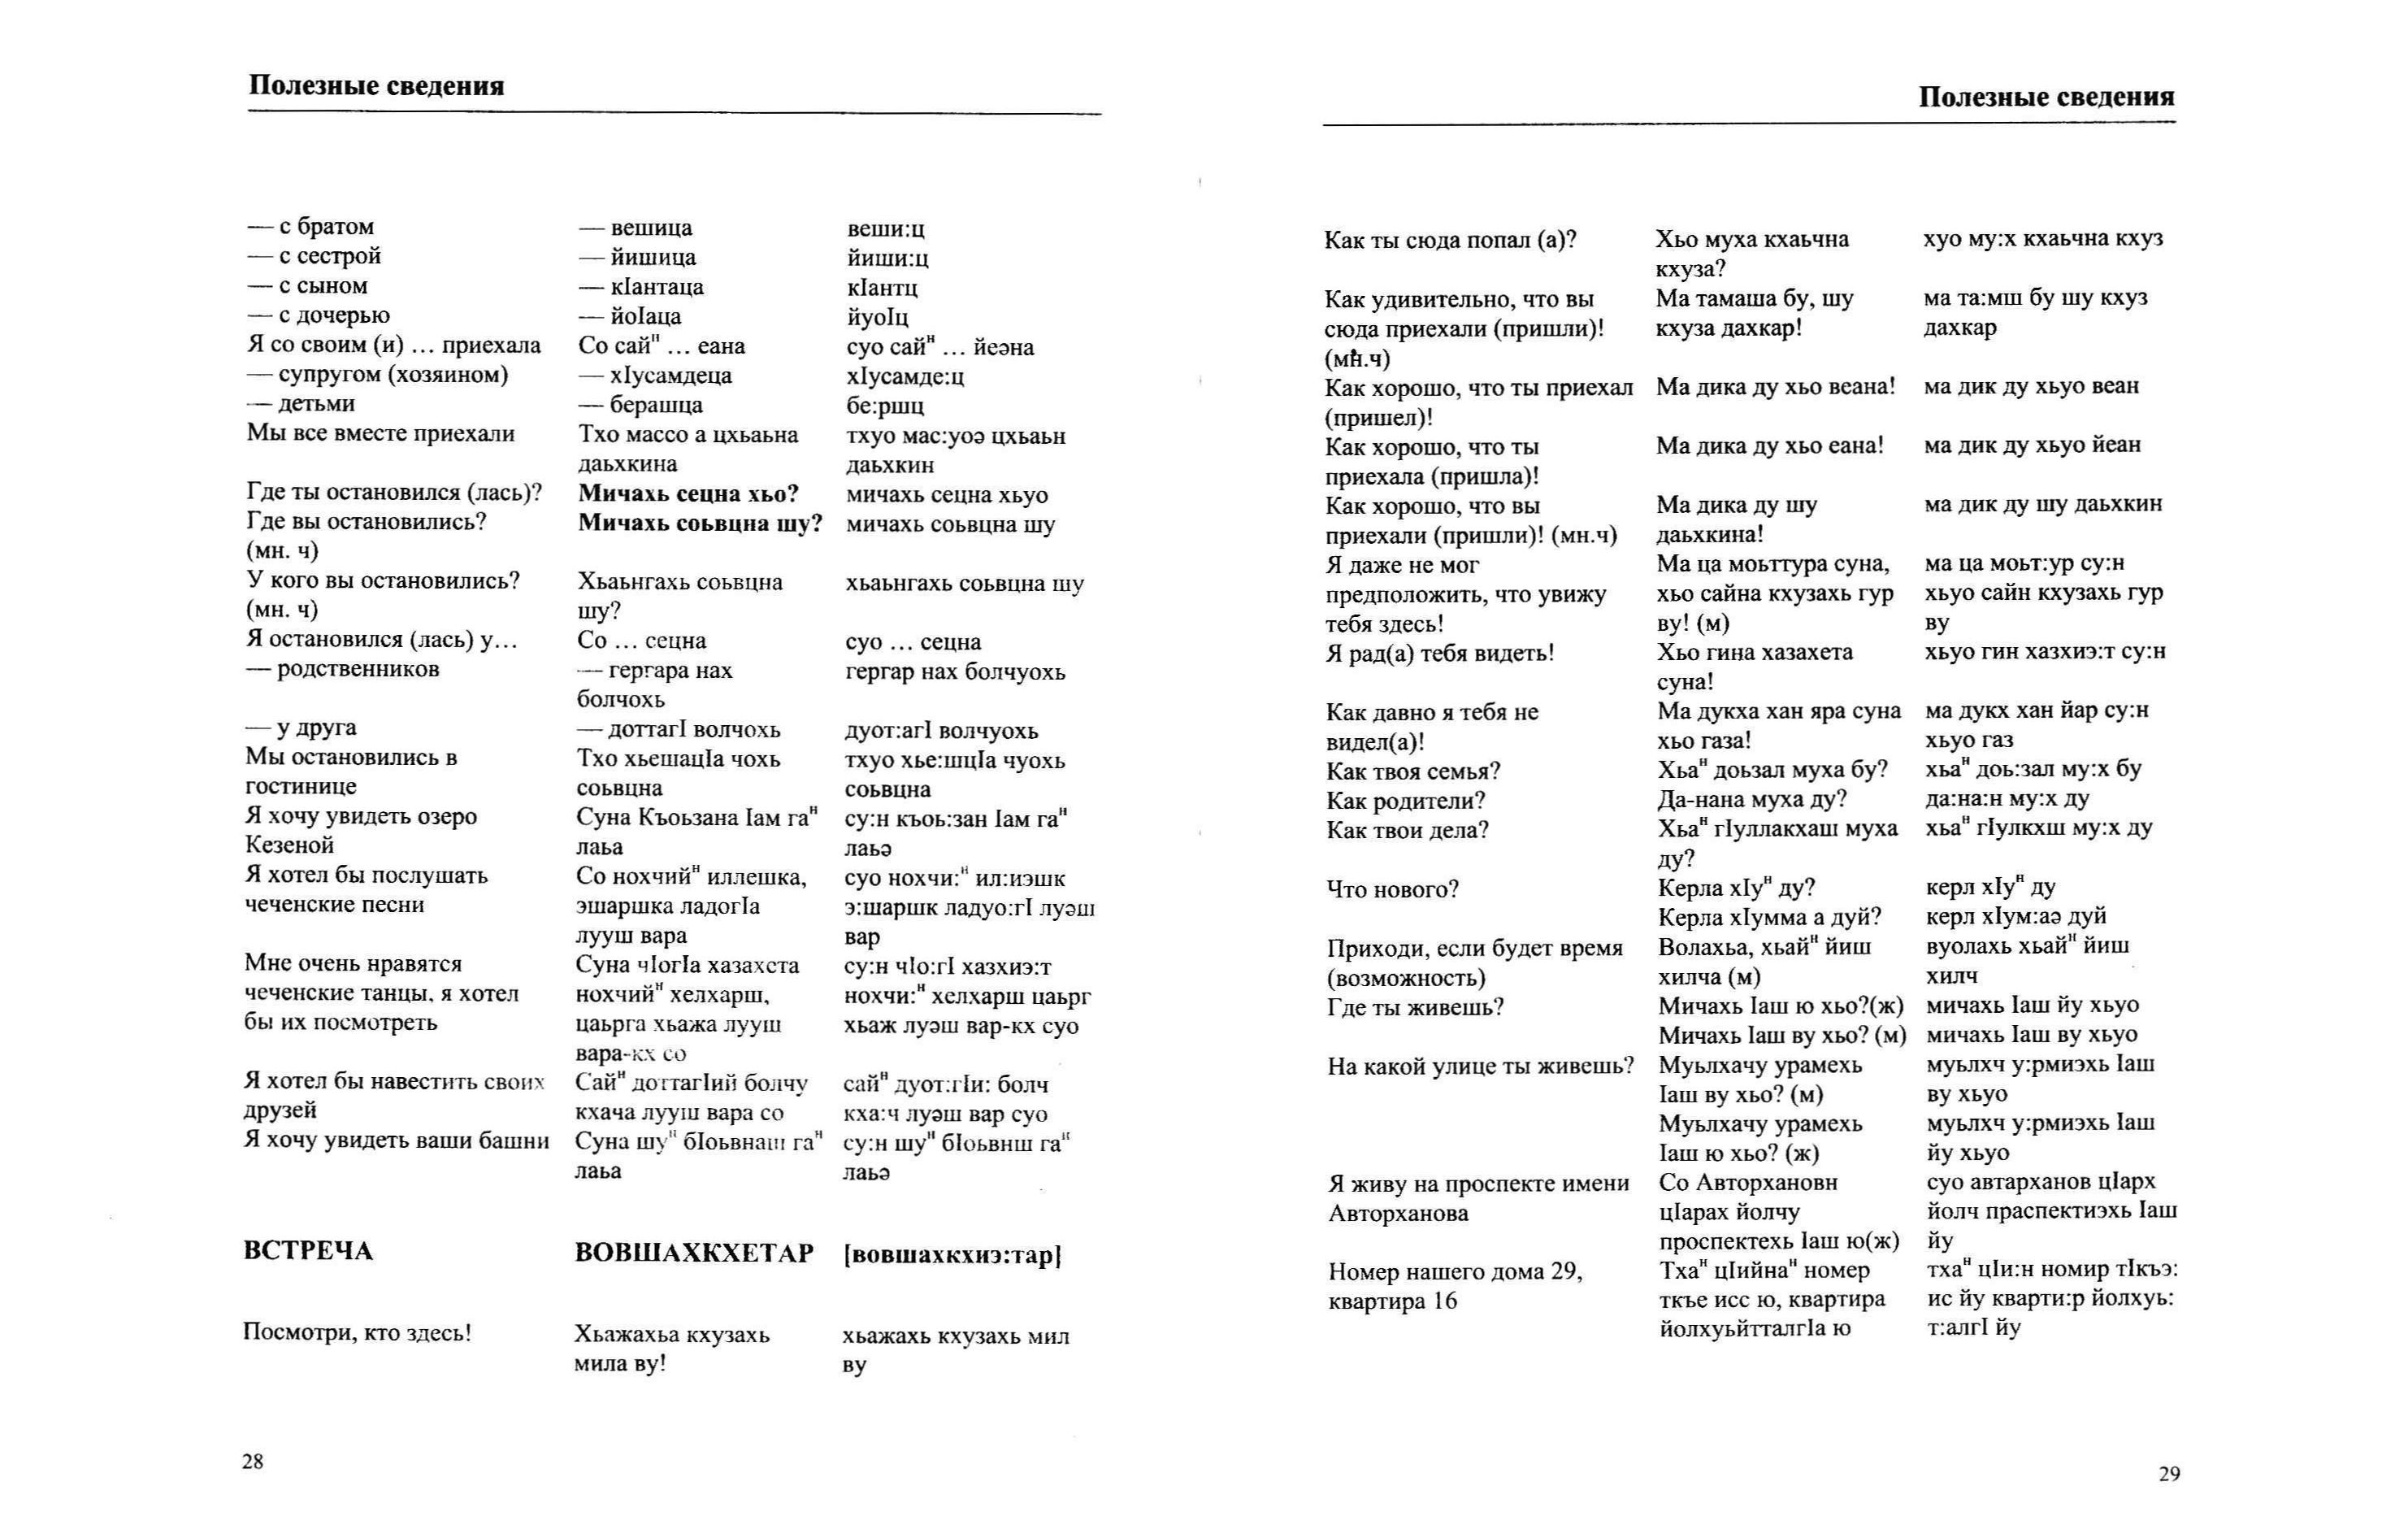 Полезные сведения
— с братом — вешица веши:ц
— с сестрой — йишица йиши:ц
— с сыном — кIантаца кIантц
— с дочерью — йоIаца йуоIц
Я со своим (и) … приехала Со сайⁿ … еана суо сайⁿ … йеэна
— супругом (хозяином) — хIусамдеца хIусамде:ц
— детьми — берашца бе:ршц
Мы все вместе приехали Тхо массо а цхьаьна тхуо мас:уоэ цхьаьн
даьхкина даьхкин
Где ты остановился (лась)? Мичахь сецна хьо? мичахь сецна хьуо
Где вы остановились? Мичахь соьвцна шу? мичахь соьвцна шу
(мн. ч)
У кого вы остановились? Хьаьнгахь соьвцна хьаьнгахь соьвцна шу
(мн. ч) шу?
Я остановился (лась) у… Со … сецна суо … сецна
— родственников — гергара нах гергар нах болчуохь
болчохь
— у друга — доттагI волчохь дуот:агI волчуохь
Мы остановились в Тхо хьешацIа чохь тхуо хье:шцIа чуохь
гостинице соьвцна соьвцна
Я хочу увидеть озеро Суна Къоьзана Iам гаⁿ су:н къоь:зан Iам гаⁿ
Кезеной лаьа лаьэ
Я хотел бы послушать Со нохчийⁿ иллешка, суо нохчи:ⁿ ил:иэшк
чеченские песни эшаршка ладогIа э:шаршк ладуо:гI луэш
лууш вара вар
Мне очень нравятся Суна чIогIа хазахета су:н чIо:гI хазхиэ:т
чеченские танцы, я хотел нохчийⁿ хелхарш, нохчи:ⁿ хелхарш цаьрг
бы их посмотреть цаьрга хьажа лууш хьаж луэш вар-кх суо
вара-кх со
Я хотел бы навестить своих Сайⁿ доттагIий болчу сайⁿ дуот:гIи: болч
друзей кхача лууш вара со кха:ч луэш вар суо
Я хочу увидеть ваши башни Суна шуⁿ бIоьвнаш гаⁿ су:н шуⁿ бIоьвнш гаⁿ
лаьа лаьэ
ВСТРЕЧА ВОВШАХКХЕТАР [вовшахкхиэ:тар]
Посмотри, кто здесь! Хьажахьа кхузахь хьажахь кхузахь мил
мила ву! ву
28
Полезные сведения
Как ты сюда попал (а)? Хьо муха кхаьчна хуо му:х кхаьчна кхуз
кхуза?
Как удивительно, что вы Ма тамаша бу, шу ма та:мш бу шу кхуз
сюда приехали (пришли)! кхуза дахкар! дахкар
(мн.ч)
Как хорошо, что ты приехал Ма дика ду хьо веана! ма дик ду хьуо веан
(пришел)!
Как хорошо, что ты Ма дика ду хьо еана! ма дик ду хьуо йеан
приехала (пришла)!
Как хорошо, что вы Ма дика ду шу ма дик ду шу даьхкин
приехали (пришли)! (мн.ч) даьхкина!
Я даже не мог Ма ца моьттура суна, ма ца моьт:ур су:н
предположить, что увижу хьо сайна кхузахь гур хьуо сайн кхузахь гур
тебя здесь! ву! (м) ву
Я рад(а) тебя видеть! Хьо гина хазахета хьуо гин хазхиэ:т су:н
суна!
Как давно я тебя не Ма дукха хан яра суна ма дукх хан йар су:н
видел(а)! хьо газа! хьуо газ
Как твоя семья? Хьаⁿ доьзал муха бу? хьаⁿ доь:зал му:х бу
Как родители? Да-нана муха ду? да:на:н му:х ду
Как твои дела? Хьаⁿ гIуллакхаш муха хьаⁿ гIулкхш му:х ду
ду?
Что нового? Керла хIуⁿ ду? керл хIуⁿ ду
Керла хIумма а дуй? керл хIум:аэ дуй
Приходи, если будет время Волахьа, хьайⁿ йиш вуолахь хьайⁿ йиш
(возможность) хилча (м) хилч
Где ты живешь? Мичахь Iаш ю хьо?(ж) мичахь Iаш йу хьуо
Мичахь Iаш ву хьо? (м) мичахь Iаш ву хьуо
На какой улице ты живешь? Муьлхачу урамехь муьлхч у:рмиэхь Iаш
Iаш ву хьо? (м) ву хьуо
Муьлхачу урамехь муьлхч у:рмиэхь Iаш
Iаш ю хьо? (ж) йу хьуо
Я живу на проспекте имени Со Авторхановн суо автарханов цIарх
Авторханова цIарах йолчу йолч праспектиэхь Iаш
проспектехь Iаш ю(ж) йу
Номер нашего дома 29, Тхаⁿ цIийнаⁿ номер тхаⁿ цIи:н номир тIкъэ:
квартира 16 ткъе исс ю, квартира ис йу кварти:р йолхуь:
йолхуьйтталгIа ю т:алгI йу
29